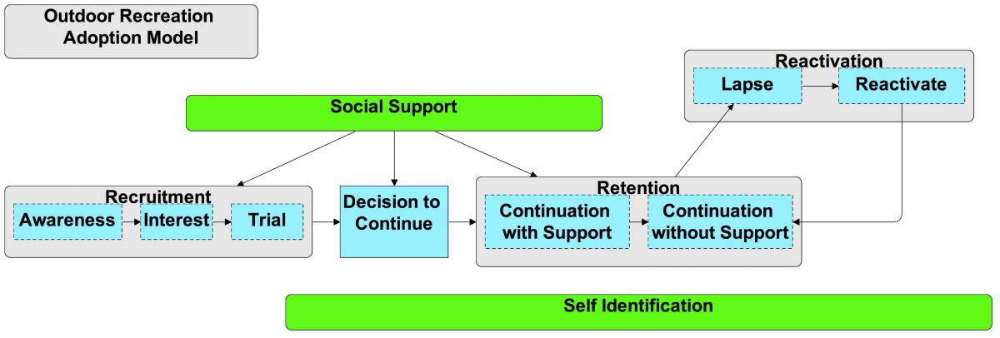 Outdoor Recreation
Adoption Model
Reactivation
Lapse
Reactivate
Social Support
Recruitment
Awareness
Interest
Trial
Decision to
Continue
Retention
Continuation
with Support
Continuation
without Support
Self Identification